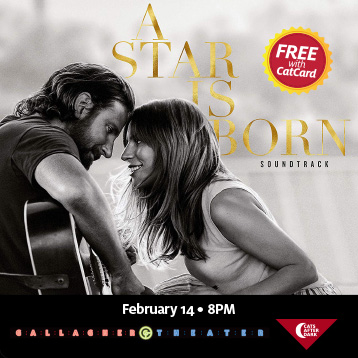 A
STAR
IS
BORN
SOUNDTRACK
FREE
with
CatCard
February 14 • 8PM
GALLAGHER THEATER
CATS
AFTER
DARK